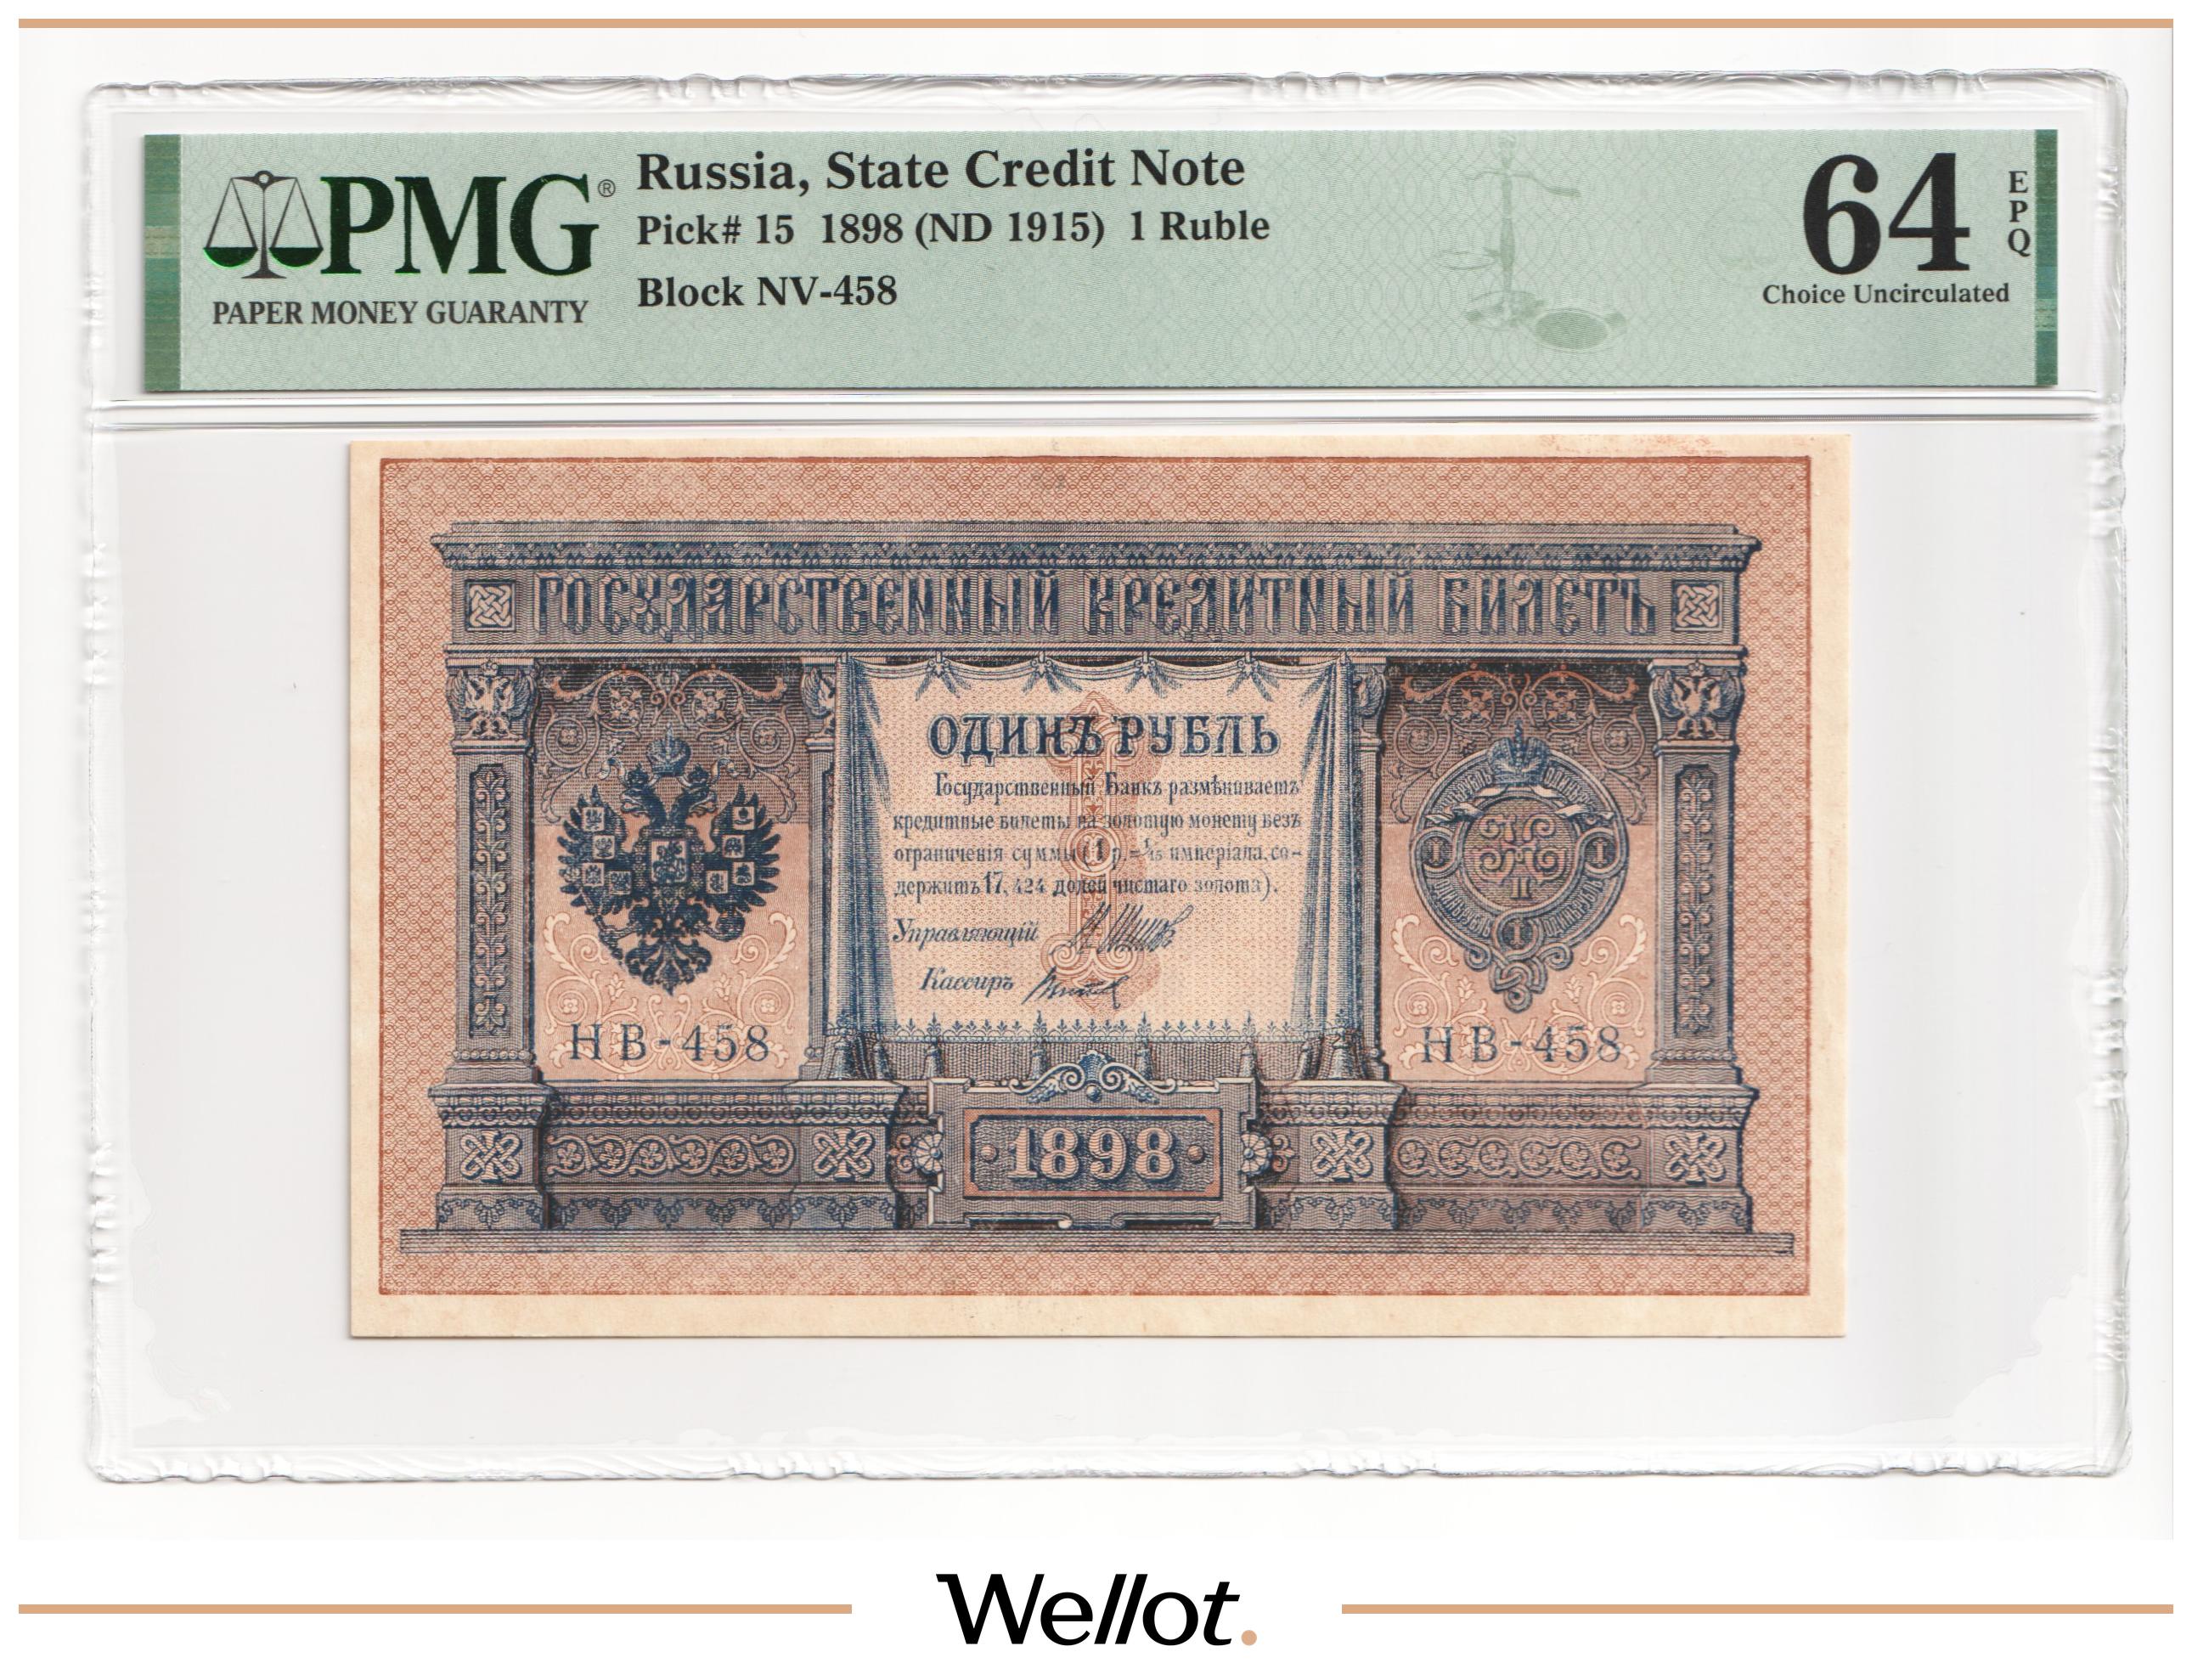 PMG®
PAPER MONEY GUARANTY
Russia, State Credit Note
Pick# 15 1898 (ND 1915) 1 Ruble
Block NV-458
64
EPQ
Choice Uncirculated
ГОСУДАРСТВЕННЫЙ КРЕДИТНЫЙ БИЛЕТЪ
ОДИНЪ РУБЛЬ
Государственный Банкъ размѣниваетъ
кредитные билеты на золотую монету безъ
ограниченія суммы (1 р.=1/15 имперіала, со-
держитъ 17,424 долей чистаго золота).
Управляющій
Кассиръ
НВ-458
НВ-458
1
1
1
·1898·
Wellot.